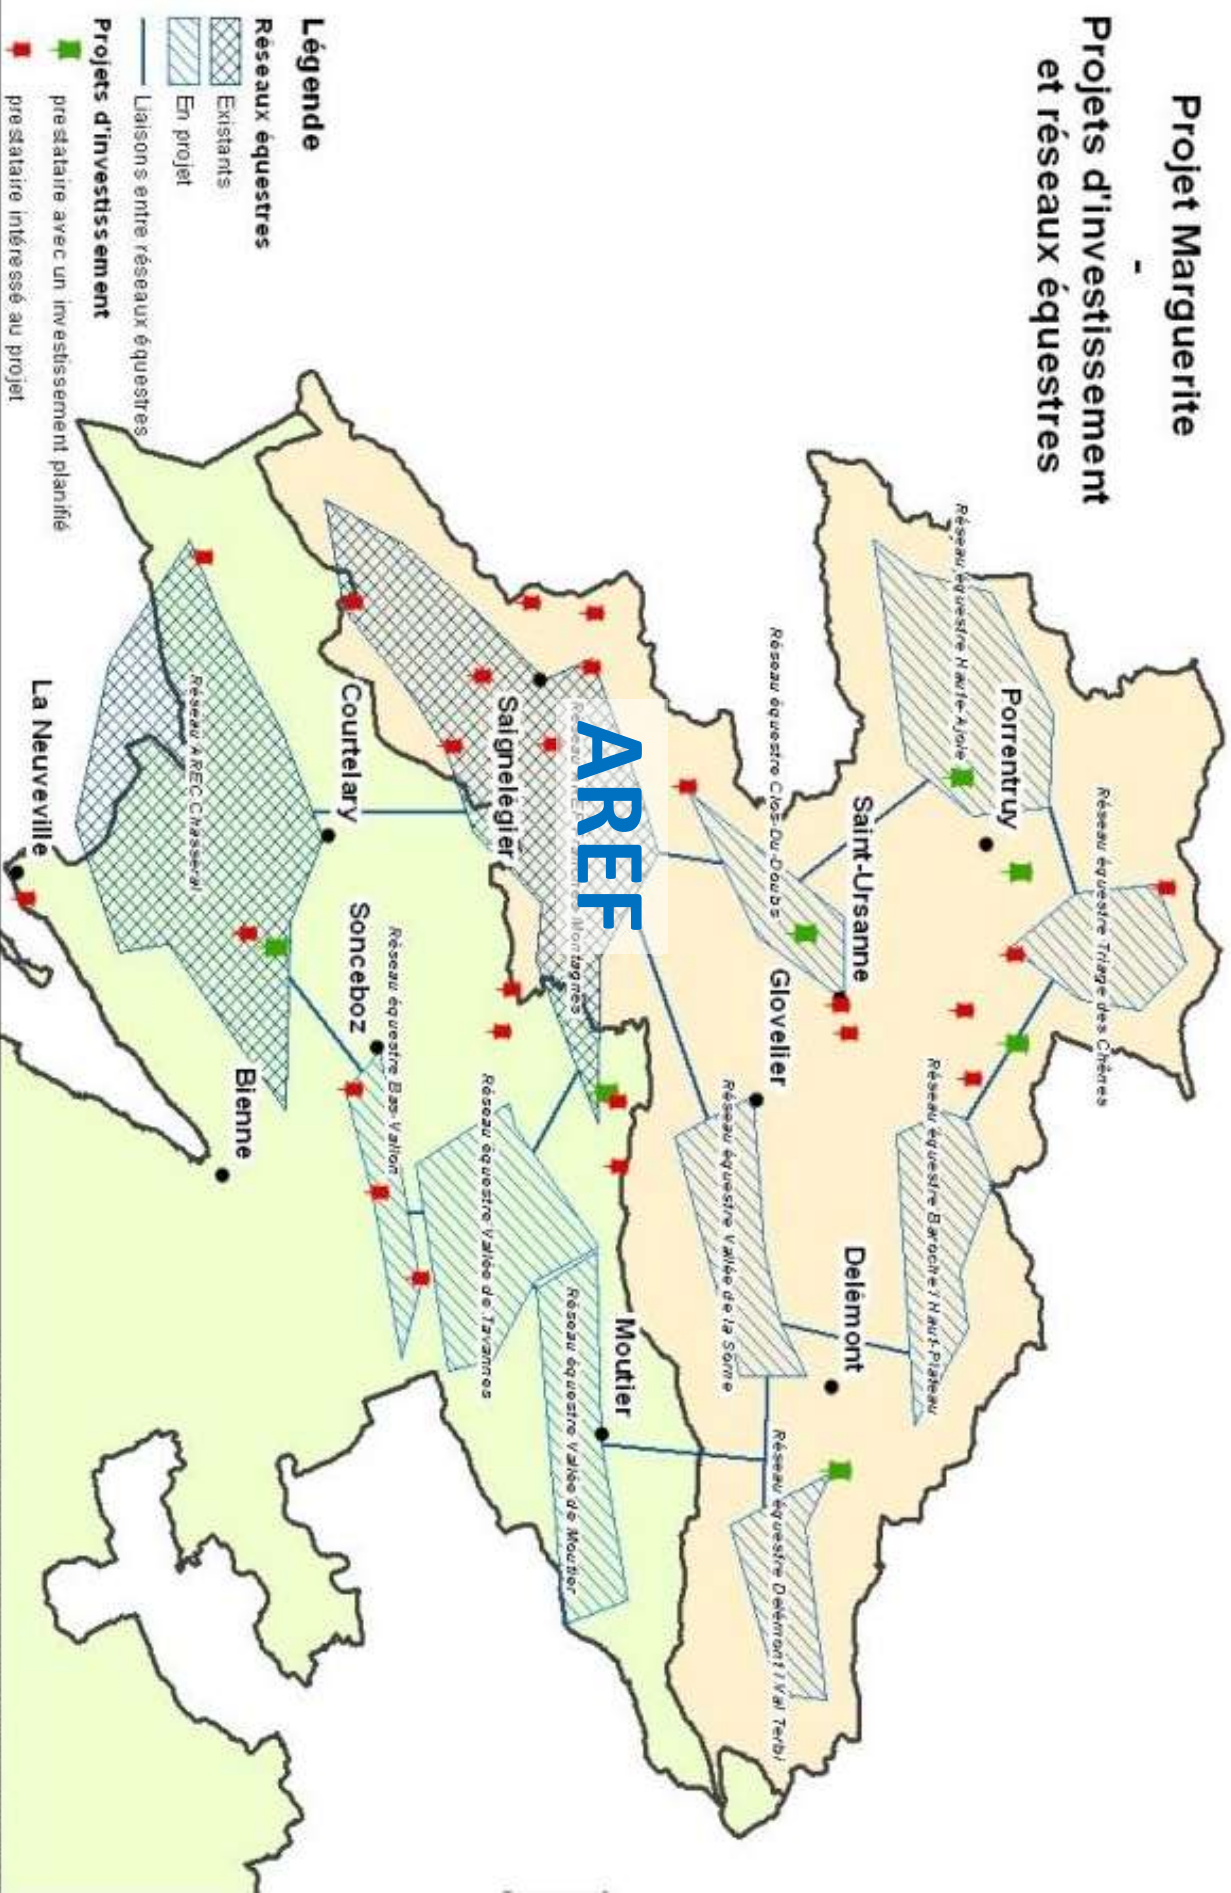 Projet Marguerite
-
Projets d'investissement
et réseaux équestres
Réseau équestre Haute-Ajoie
Porrentruy
Réseau équestre Triage des Chênes
Réseau équestre Clos-Du-Doubs
Saint-Ursanne
Réseau équestre Baroche / Haut-Plateau
Glovelier
Delémont
Réseau équestre Vallée de la Sorne
Réseau équestre Delémont / Val Terbi
AREF
Montagnes
Saignelégier
Moutier
Réseau équestre Vallée de Tavannes
Réseau équestre Vallée de Moutier
Courtelary
Sonceboz
Réseau équestre Bas-Vallon
Réseau AREC Chasseral
Bienne
La Neuveville
Légende
Réseaux équestres
Existants
En projet
Liaisons entre réseaux équestres
Projets d'investissement
prestataire avec un investissement planifié
prestataire intéressé au projet